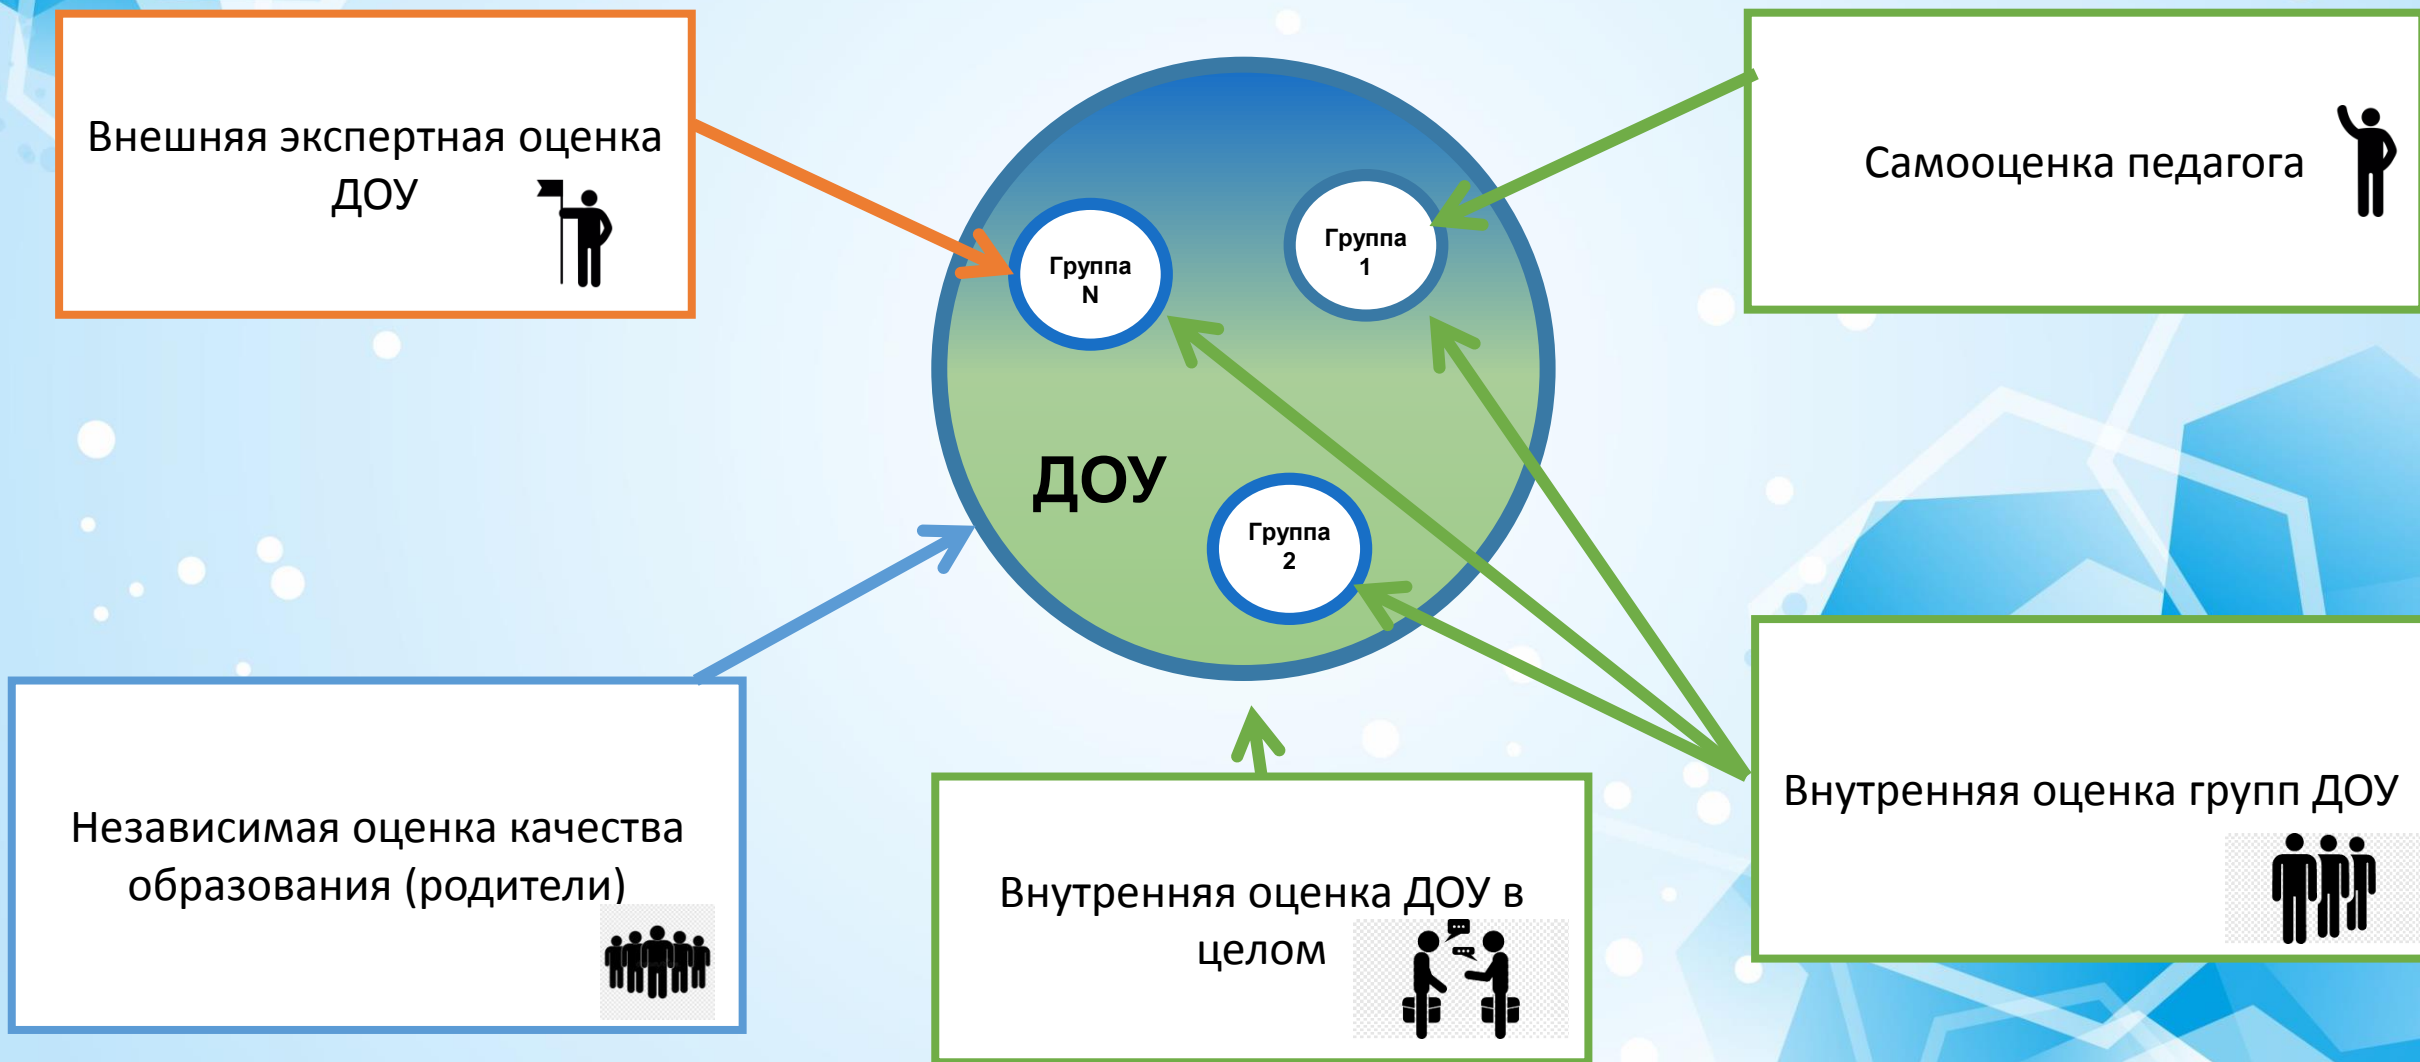 Внешняя экспертная оценка
ДОУ
Самооценка педагога
Группа
N
Группа
1
ДОУ
Группа
2
Независимая оценка качества
образования (родители)
Внутренняя оценка ДОУ в
целом
Внутренняя оценка групп ДОУ